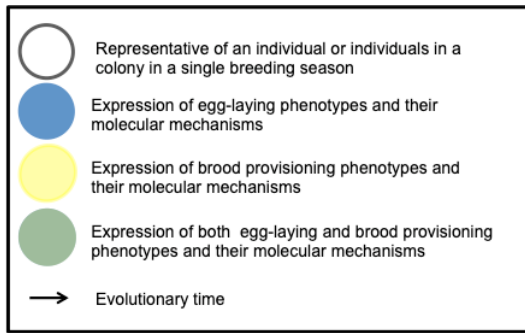 Representative of an individual or individuals in a
colony in a single breeding season
Expression of egg-laying phenotypes and their
molecular mechanisms
Expression of brood provisioning phenotypes and
their molecular mechanisms
Expression of both egg-laying and brood provisioning
phenotypes and their molecular mechanisms
Evolutionary time